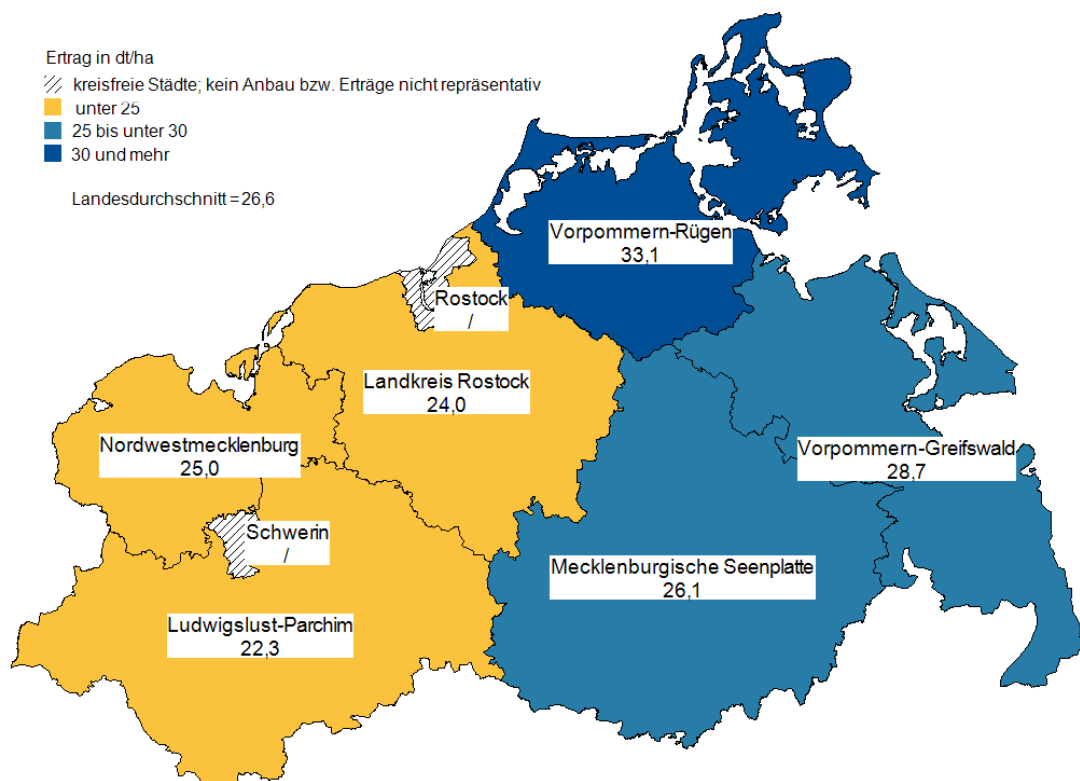 Ertrag in dt/ha
kreisfreie Städte; kein Anbau bzw. Erträge nicht repräsentativ
unter 25
25 bis unter 30
30 und mehr
Landesdurchschnitt = 26,6
Vorpommern-Rügen
33,1
Rostock
/
Landkreis Rostock
24,0
Nordwestmecklenburg
25,0
Vorpommern-Greifswald
28,7
Schwerin
/
Mecklenburgische Seenplatte
26,1
Ludwigslust-Parchim
22,3